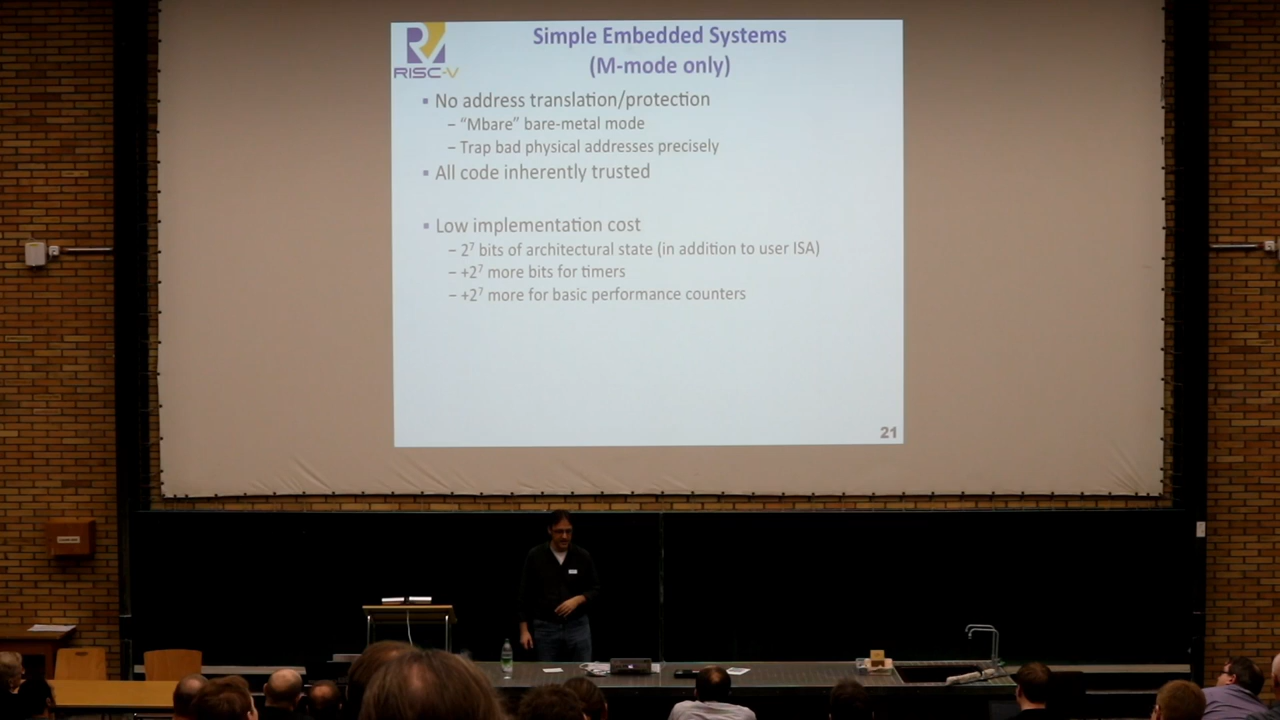 RISC-V
Simple Embedded Systems
(M-mode only)
▪ No address translation/protection
– “Mbare” bare-metal mode
– Trap bad physical addresses precisely
▪ All code inherently trusted
▪ Low implementation cost
– 2⁷ bits of architectural state (in addition to user ISA)
– +2⁷ more bits for timers
– +2⁷ more for basic performance counters
21